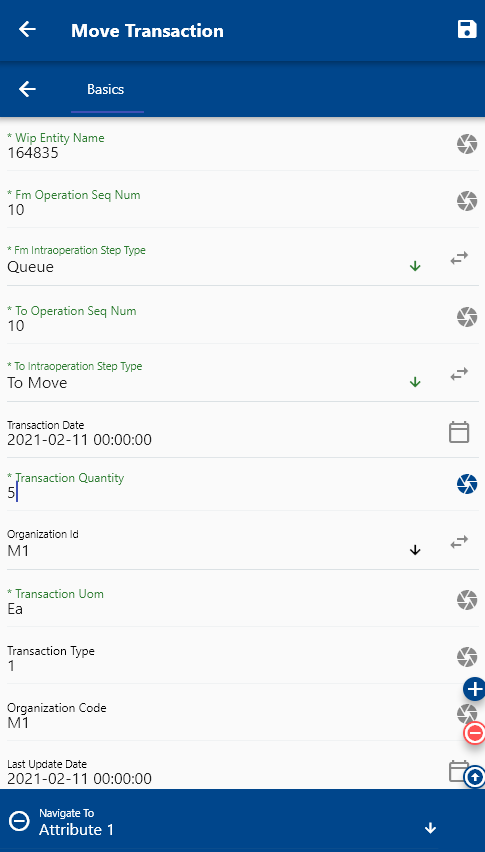 Move Transaction
Basics
* Wip Entity Name
164835
* Fm Operation Seq Num
10
* Fm Intraoperation Step Type
Queue
* To Operation Seq Num
10
* To Intraoperation Step Type
To Move
Transaction Date
2021-02-11 00:00:00
* Transaction Quantity
5
Organization Id
M1
* Transaction Uom
Ea
Transaction Type
1
Organization Code
M1
Last Update Date
2021-02-11 00:00:00
Navigate To
Attribute 1